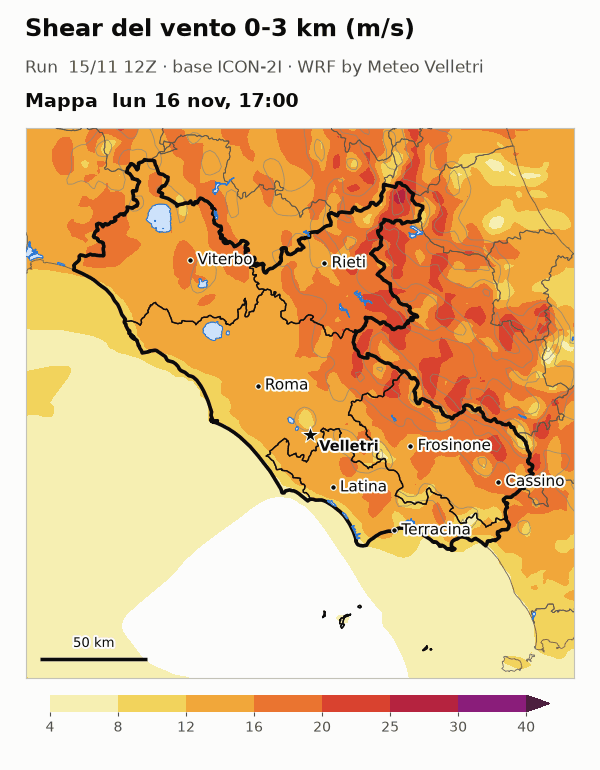 Shear del vento 0-3 km (m/s)
Run  15/11 12Z · base ICON-2I · WRF by Meteo Velletri
Mappa  lun 16 nov, 17:00
Viterbo
Rieti
Roma
Velletri
Frosinone
Cassino
Latina
Terracina
50 km
4 8 12 16 20 25 30 40